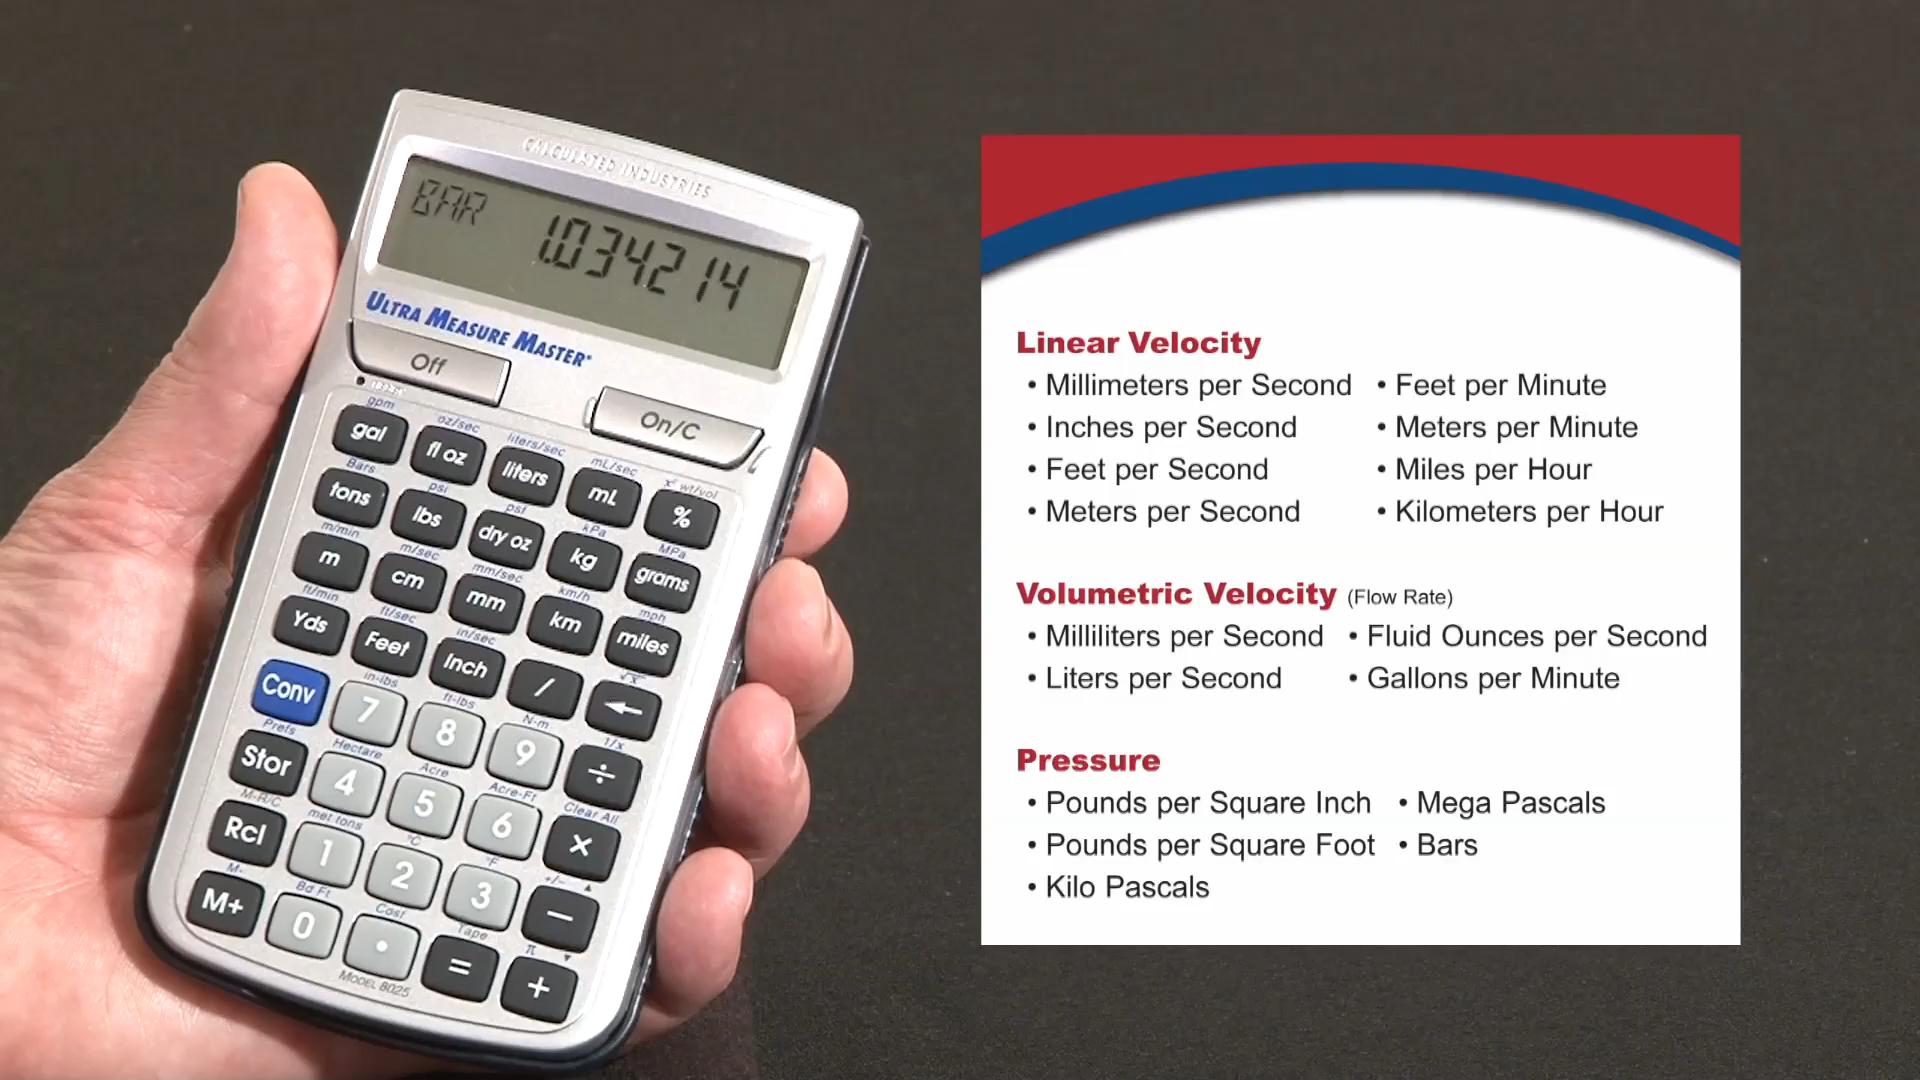 CALCULATED INDUSTRIES
BAR 1.034214
ULTRA MEASURE MASTER®
Off
On/C
gpm oz/sec liters/sec mL/sec x² wt/vol
gal fl oz liters mL %
Bars psi psf kPa MPa
tons lbs dry oz kg grams
m/min m/sec mm/sec km/h mph
m cm mm km miles
ft/min ft/sec in/sec √x
Yds Feet Inch / ←
in-lbs ft-lbs N-m 1/x
Conv 7 8 9 ÷
Prefs Hectare Acre Acre-Ft Clear All
Stor 4 5 6 ×
M-R/C met tons °C °F +/−
Rcl 1 2 3 −
M- Bd Ft Cost Tape π
M+ 0 . = +
MODEL 8025
Linear Velocity
• Millimeters per Second • Feet per Minute
• Inches per Second • Meters per Minute
• Feet per Second • Miles per Hour
• Meters per Second • Kilometers per Hour
Volumetric Velocity (Flow Rate)
• Milliliters per Second • Fluid Ounces per Second
• Liters per Second • Gallons per Minute
Pressure
• Pounds per Square Inch • Mega Pascals
• Pounds per Square Foot • Bars
• Kilo Pascals